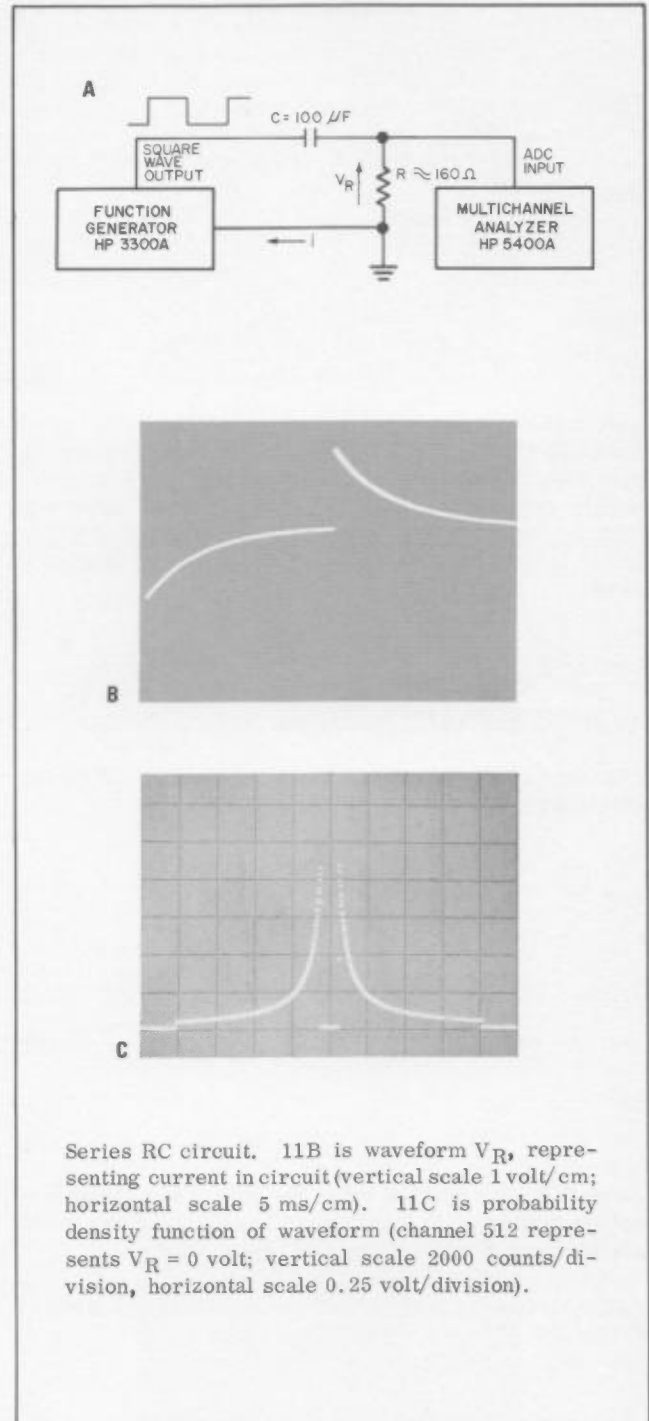 A
C = 100 µF
SQUARE
WAVE
OUTPUT
ADC
INPUT
V_R
R ≈ 160 Ω
FUNCTION
GENERATOR
HP 3300A
i
MULTICHANNEL
ANALYZER
HP 5400A
B
C
Series RC circuit. 11B is waveform V_R, repre-
senting current in circuit (vertical scale 1 volt/cm;
horizontal scale 5 ms/cm). 11C is probability
density function of waveform (channel 512 repre-
sents V_R = 0 volt; vertical scale 2000 counts/di-
vision, horizontal scale 0.25 volt/division).